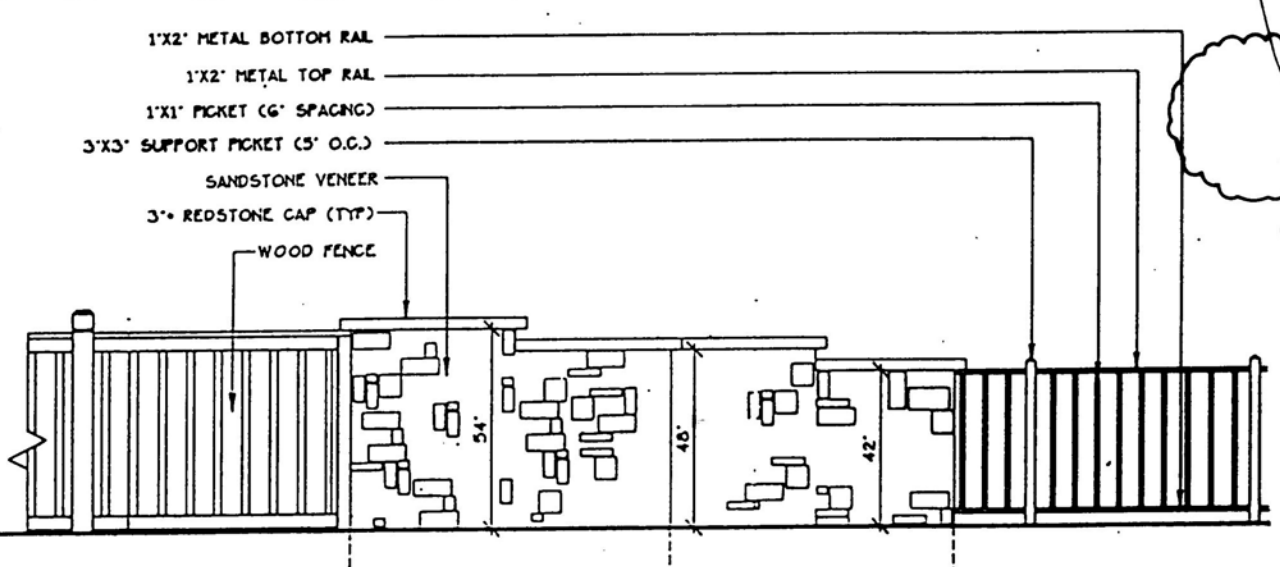 1"X2" METAL BOTTOM RAIL
1"X2" METAL TOP RAIL
1"X1" PICKET (6" SPACING)
3"X3" SUPPORT PICKET (5' O.C.)
SANDSTONE VENEER
3"• REDSTONE CAP (TYP)
WOOD FENCE
54"
48"
42"